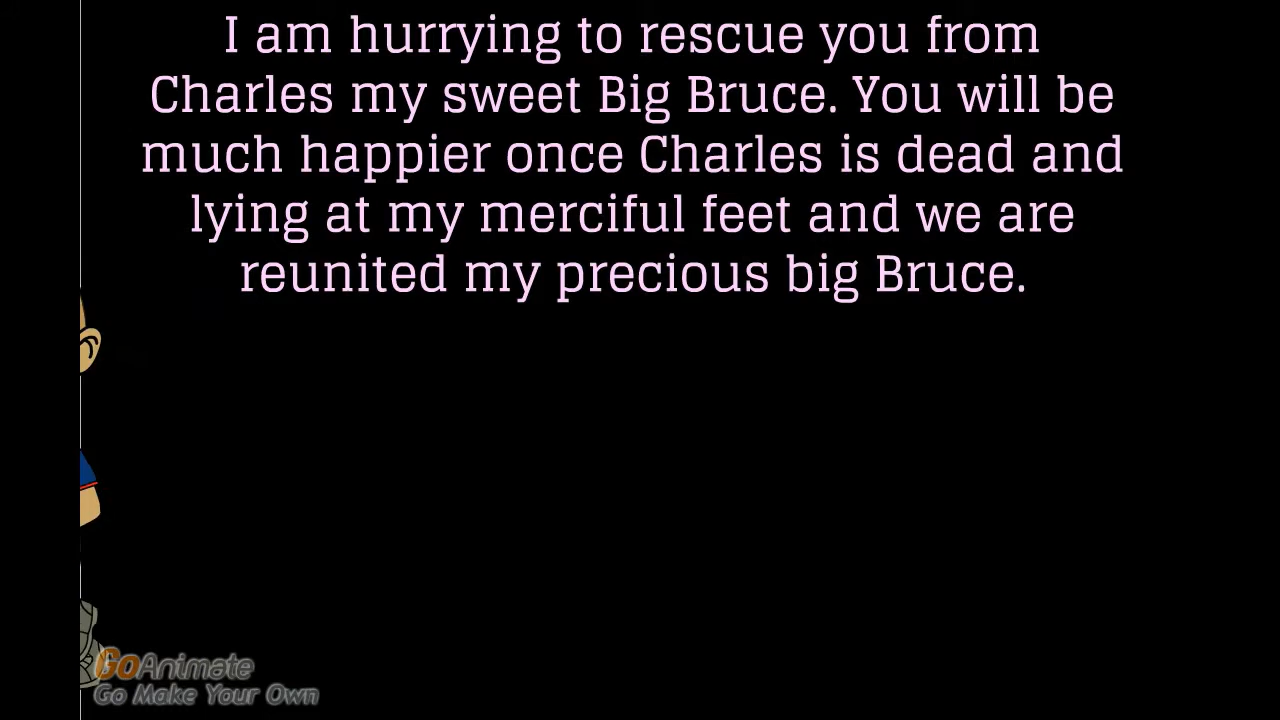 I am hurrying to rescue you from
Charles my sweet Big Bruce. You will be
much happier once Charles is dead and
lying at my merciful feet and we are
reunited my precious big Bruce.
GoAnimate
Go Make Your Own